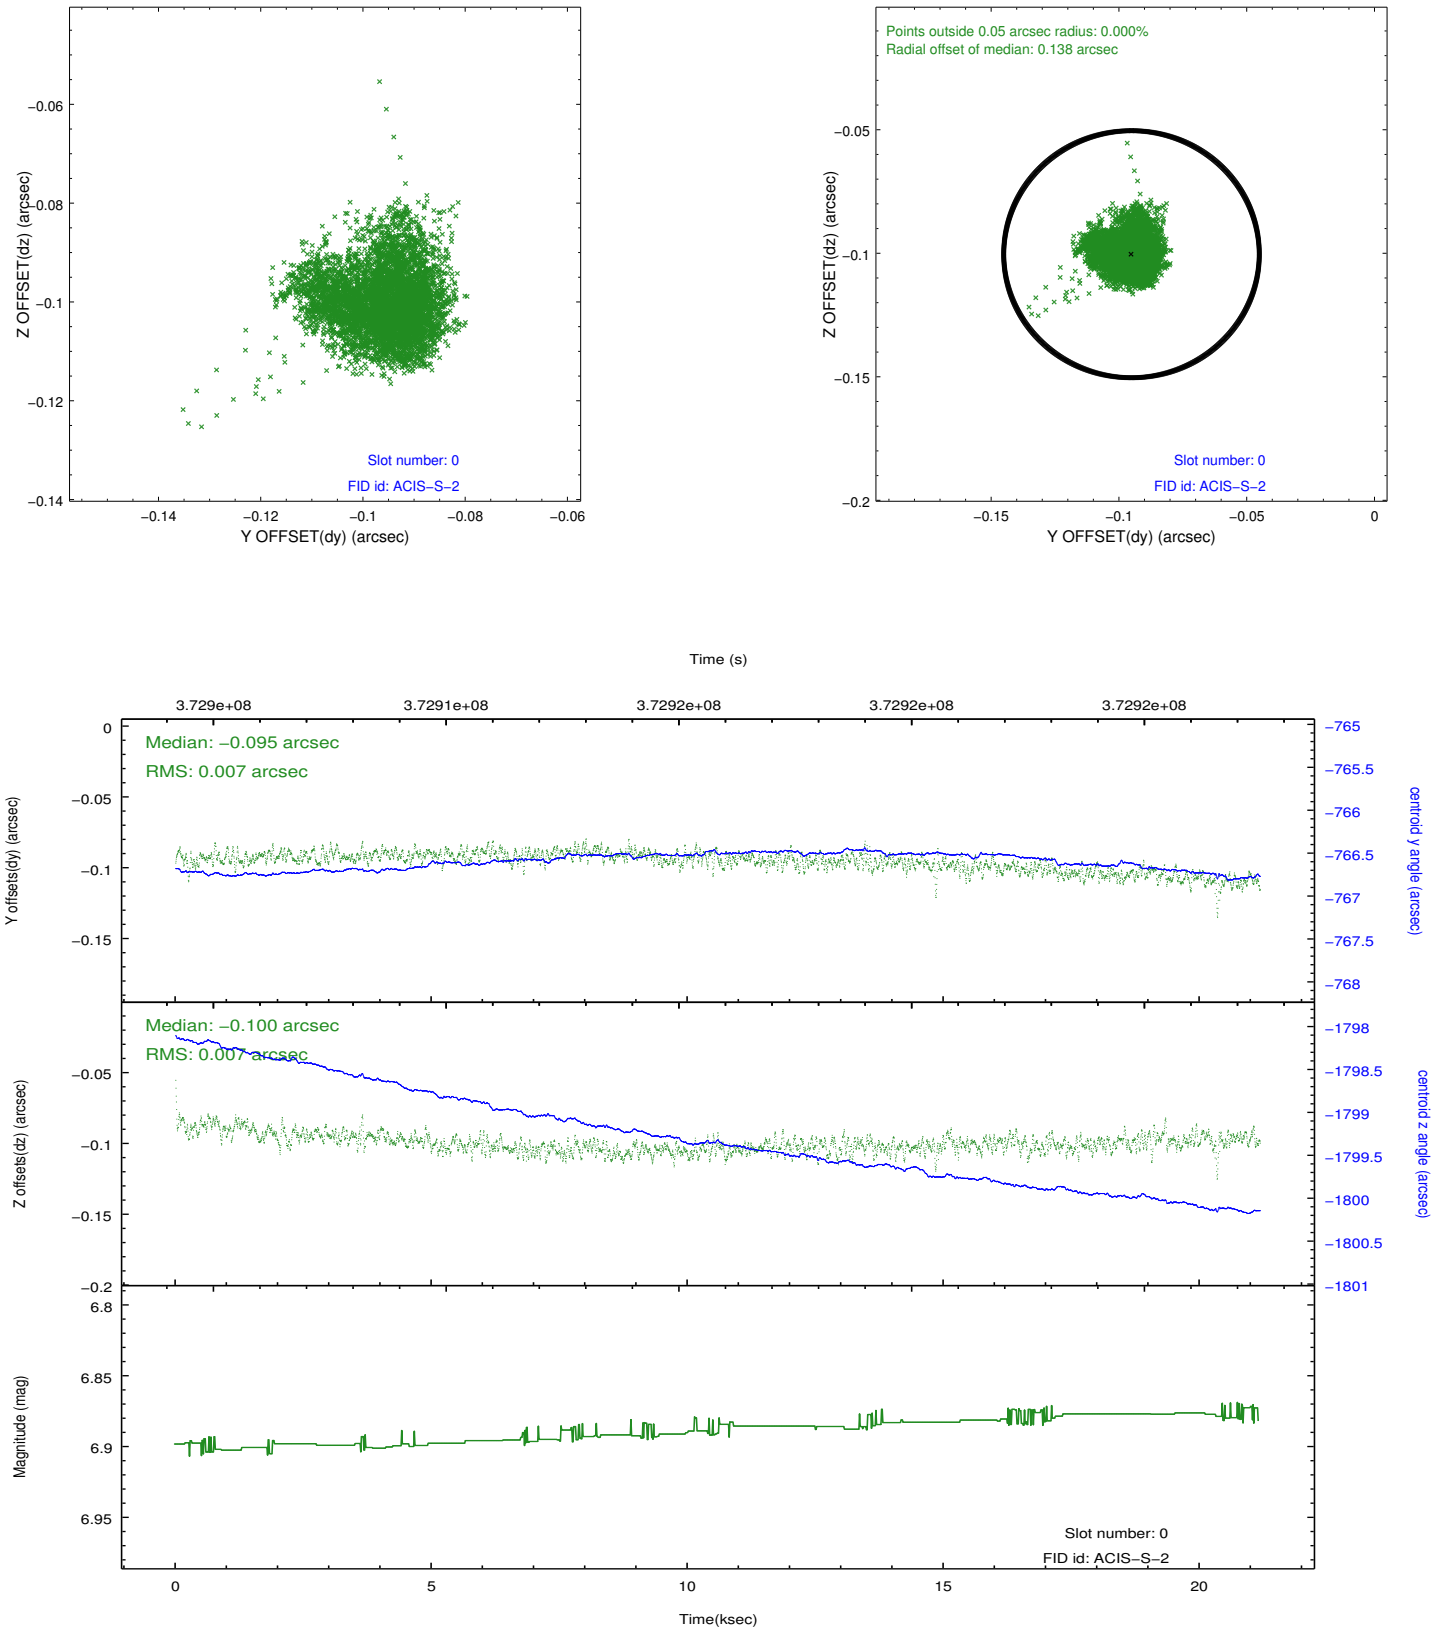 Points outside 0.05 arcsec radius: 0.000%
Radial offset of median: 0.138 arcsec
−0.06
−0.08
−0.1
−0.12
−0.14
Z OFFSET(dz) (arcsec)
Slot number: 0
FID id: ACIS−S−2
−0.14 −0.12 −0.1 −0.08 −0.06
Y OFFSET(dy) (arcsec)
−0.05
−0.1
−0.15
−0.2
Z OFFSET(dz) (arcsec)
Slot number: 0
FID id: ACIS−S−2
−0.15 −0.1 −0.05 0
Y OFFSET(dy) (arcsec)
Time (s)
3.729e+08 3.7291e+08 3.7292e+08 3.7292e+08 3.7292e+08
Median: −0.095 arcsec
RMS: 0.007 arcsec
0
−0.05
−0.1
−0.15
Y offsets(dy) (arcsec)
−765
−765.5
−766
−766.5
−767
−767.5
−768
centroid y angle (arcsec)
Median: −0.100 arcsec
RMS: 0.007 arcsec
−0.05
−0.1
−0.15
−0.2
Z offsets(dz) (arcsec)
−1798
−1798.5
−1799
−1799.5
−1800
−1800.5
−1801
centroid z angle (arcsec)
6.8
6.85
6.9
6.95
Magnitude (mag)
Slot number: 0
FID id: ACIS−S−2
0 5 10 15 20
Time(ksec)